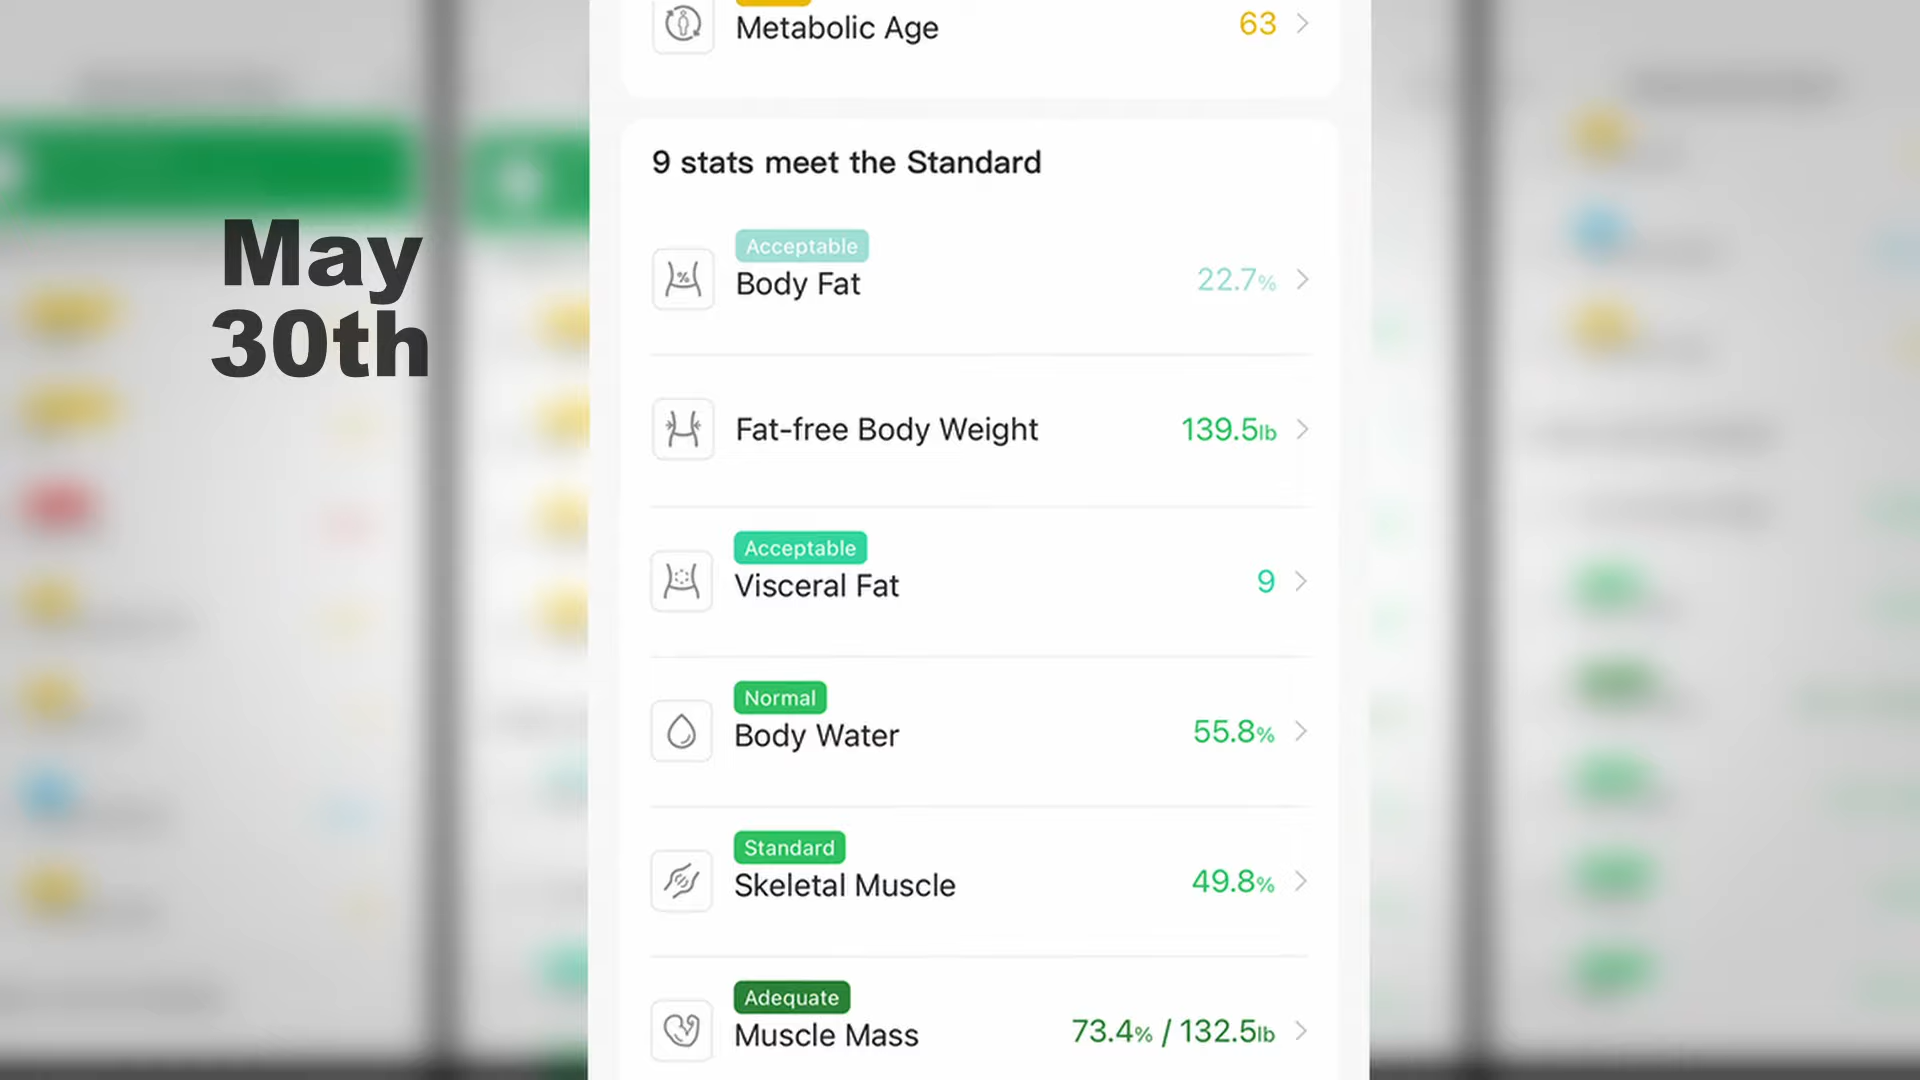 May
30th
Metabolic Age 63
9 stats meet the Standard
Acceptable
Body Fat 22.7%
Fat-free Body Weight 139.5lb
Acceptable
Visceral Fat 9
Normal
Body Water 55.8%
Standard
Skeletal Muscle 49.8%
Adequate
Muscle Mass 73.4% / 132.5lb